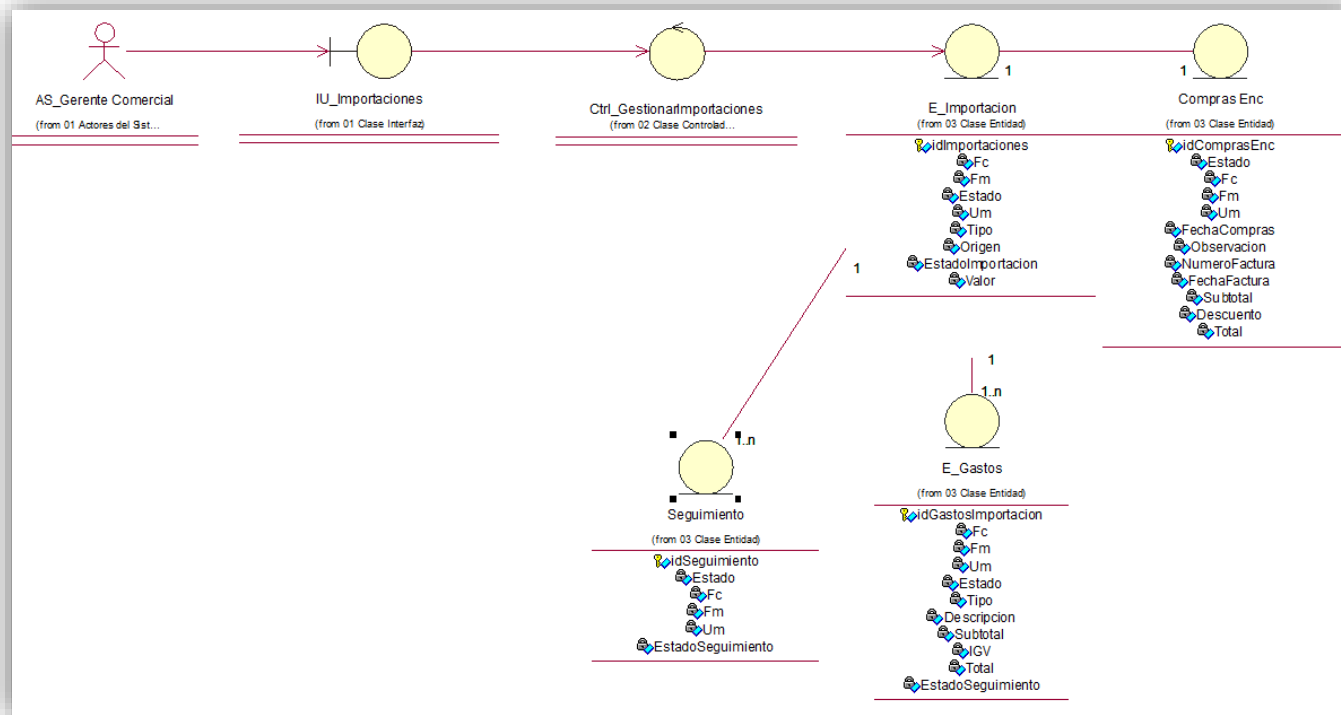 AS_Gerente Comercial
(from 01 Actores del Sist...
IU_Importaciones
(from 01 Clase Interfaz)
Ctrl_GestionarImportaciones
(from 02 Clase Controlad...
1
E_Importacion
(from 03 Clase Entidad)
idImportaciones
Fc
Fm
Estado
Um
Tipo
Origen
EstadoImportacion
Valor
1
Compras Enc
(from 03 Clase Entidad)
idComprasEnc
Estado
Fc
Fm
Um
FechaCompras
Observacion
NumeroFactura
FechaFactura
Subtotal
Descuento
Total
1
1..n
Seguimiento
(from 03 Clase Entidad)
idSeguimiento
Estado
Fc
Fm
Um
EstadoSeguimiento
1
1..n
E_Gastos
(from 03 Clase Entidad)
idGastosImportacion
Fc
Fm
Um
Estado
Tipo
Descripcion
Subtotal
IGV
Total
EstadoSeguimiento